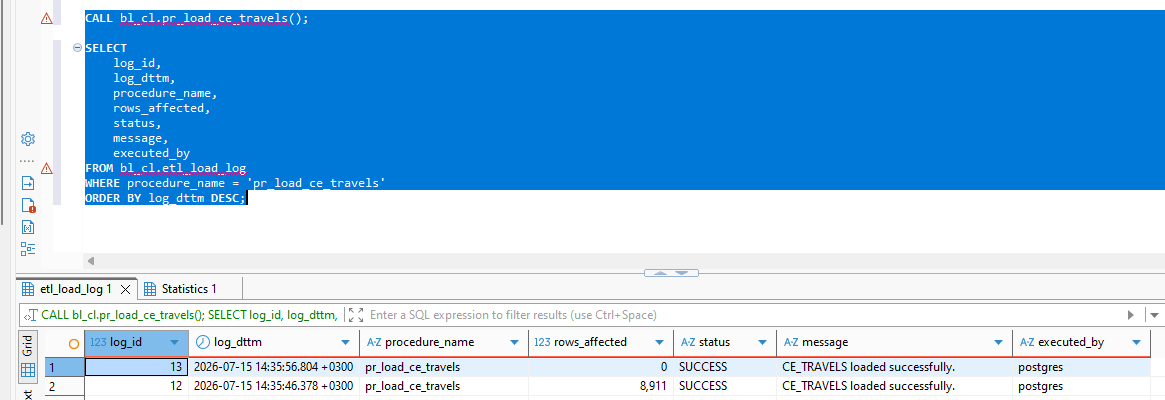 CALL bl_cl.pr_load_ce_travels();
SELECT
log_id,
log_dttm,
procedure_name,
rows_affected,
status,
message,
executed_by
FROM bl_cl.etl_load_log
WHERE procedure_name = 'pr_load_ce_travels'
ORDER BY log_dttm DESC;
etl_load_log 1 Statistics 1
CALL bl_cl.pr_load_ce_travels(); SELECT log_id, log_dttm, Enter a SQL expression to filter results (use Ctrl+Space)
Grid 123 log_id log_dttm A-Z procedure_name 123 rows_affected A-Z status A-Z message A-Z executed_by
1 13 2026-07-15 14:35:56.804 +0300 pr_load_ce_travels 0 SUCCESS CE_TRAVELS loaded successfully. postgres
2 12 2026-07-15 14:35:46.378 +0300 pr_load_ce_travels 8,911 SUCCESS CE_TRAVELS loaded successfully. postgres